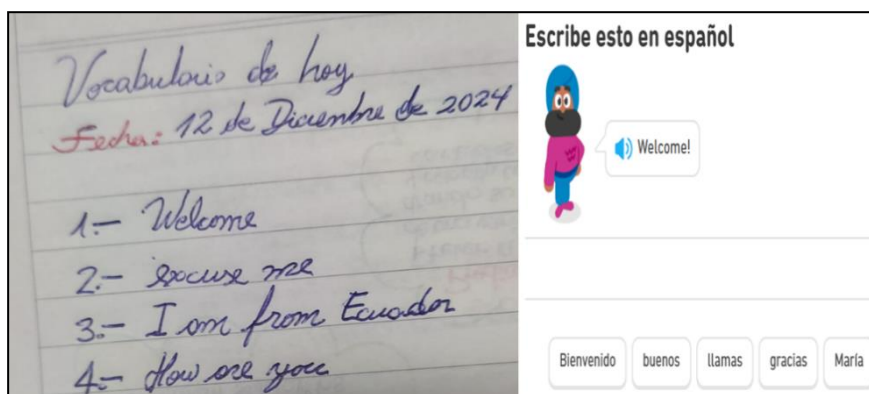 Vocabulario de hoy
Fecha: 12 de Diciembre de 2024
1.- Welcome
2.- excuse me
3.- I am from Ecuador
4.- How are you
Escribe esto en español
Welcome!
Bienvenido buenos llamas gracias María